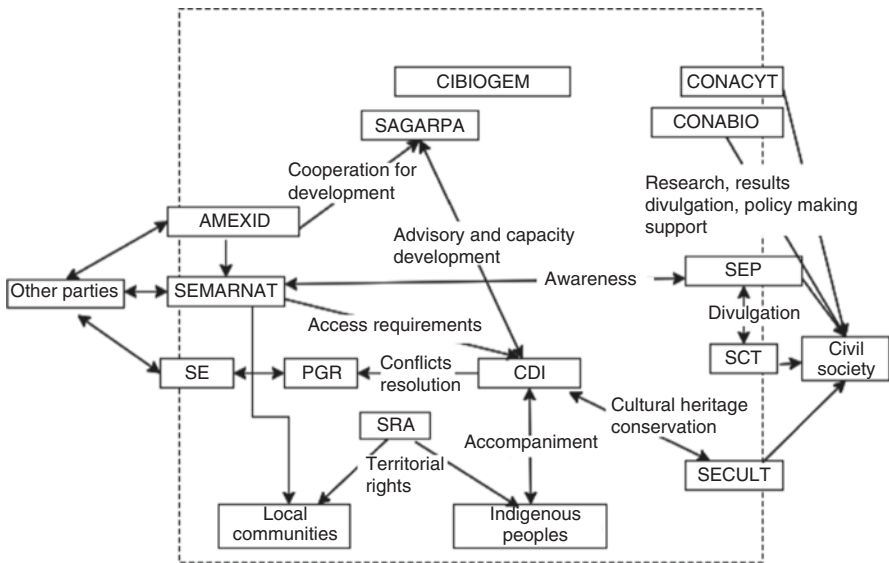 CIBIOGEM
CONACYT
SAGARPA
CONABIO
Cooperation for
development
Research, results
divulgation, policy making
support
AMEXID
Advisory and capacity
development
Other parties
SEMARNAT
Awareness
SEP
Access requirements
Divulgation
SE
PGR
Conflicts
resolution
CDI
SCT
Civil
society
Cultural heritage
conservation
SRA
Accompaniment
Territorial
rights
SECULT
Local
communities
Indigenous
peoples